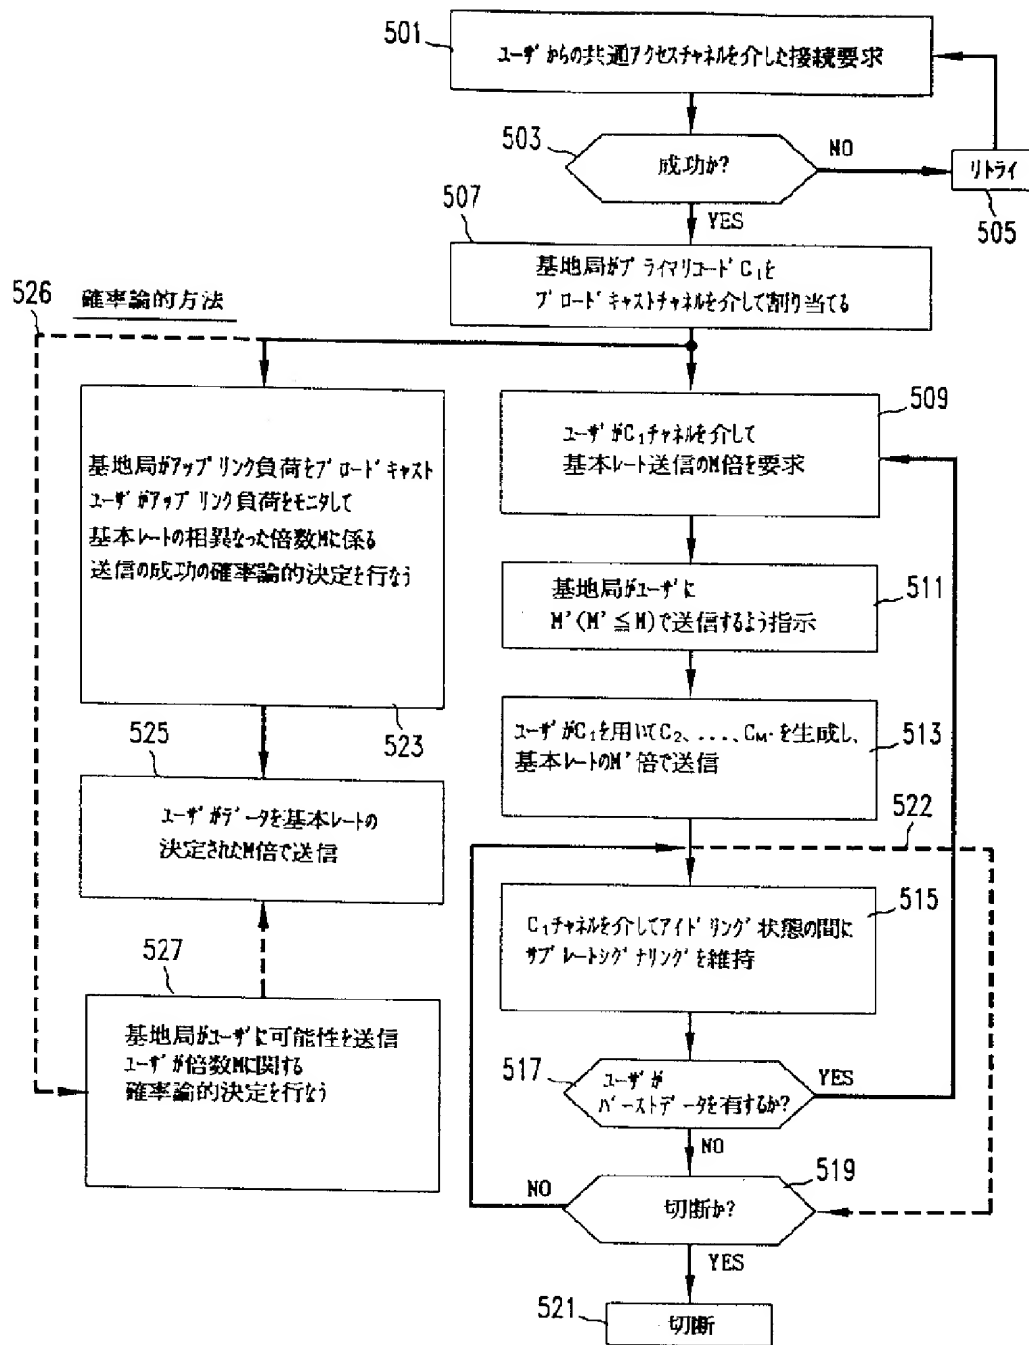 501
ユーザからの共通アクセスチャネルを介した接続要求
503
成功か?
NO
リトライ
505
YES
507
基地局がプライマリコードC₁を
ブロードキャストチャネルを介して割り当てる
526
確率論的方法
基地局がアップリンク負荷をブロードキャスト
ユーザがアップリンク負荷をモニタして
基本レートの相異なった倍数Mに係る
送信の成功の確率論的決定を行なう
523
509
ユーザがC₁チャネルを介して
基本レート送信のM倍を要求
基地局がユーザに
M'(M'≦M)で送信するよう指示
511
525
ユーザがデータを基本レートの
決定されたM倍で送信
ユーザがC₁を用いてC₂、....、C_M'を生成し、
基本レートのM'倍で送信
513
522
C₁チャネルを介してアイドリング状態の間に
サブレートシグナリングを維持
515
527
基地局がユーザに可能性を送信
ユーザが倍数Mに関する
確率論的決定を行なう
517
ユーザが
バーストデータを有するか?
YES
NO
519
NO
切断か?
YES
521
切断